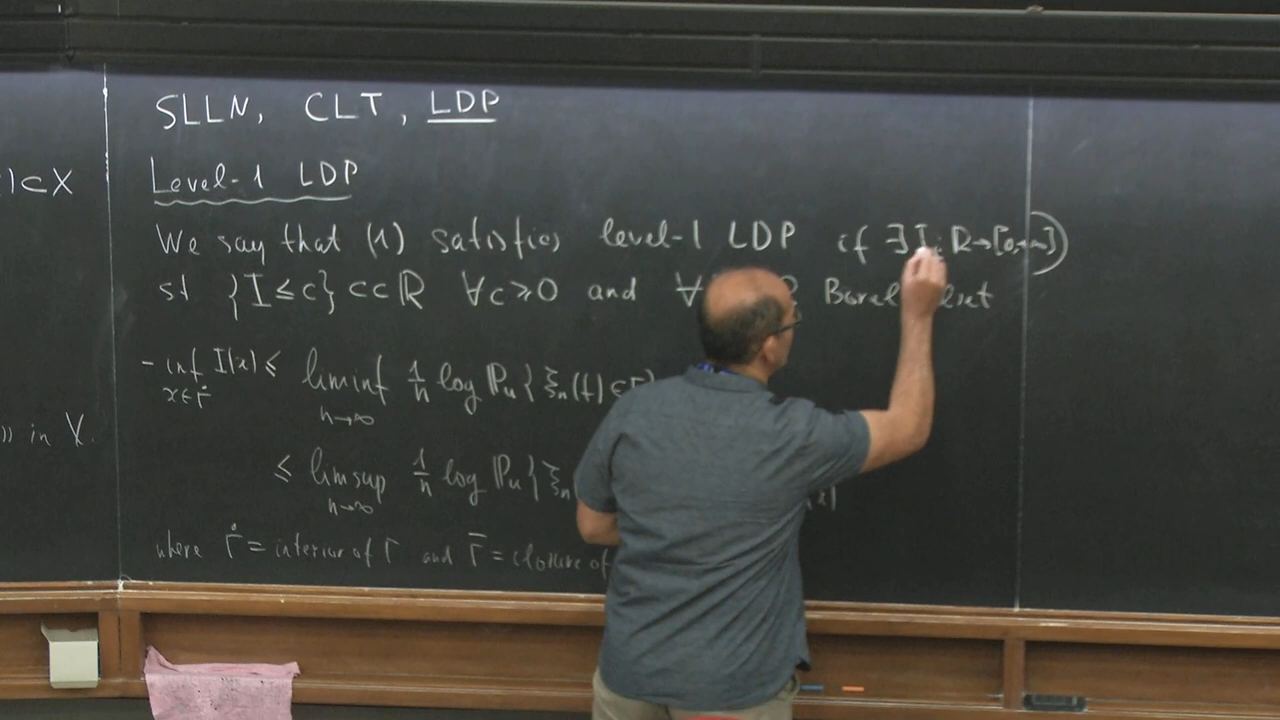 SLLN, CLT, LDP
)⊂X
Level-1 LDP
We say that (1) satisfies level-1 LDP if ∃ I: R→[0,+∞])
st {I≤c}⊂⊂ℝ ∀c≥0 and ∀ Borel set
-inf I(x) ≤ liminf 1/n log ℙu{ξn(f)∈Γ
x∈Γ̊ n→∞
)) in X.
≤ limsup 1/n log ℙu{ξn
n→∞
where Γ̊ = interior of Γ and Γ̄ = closure of